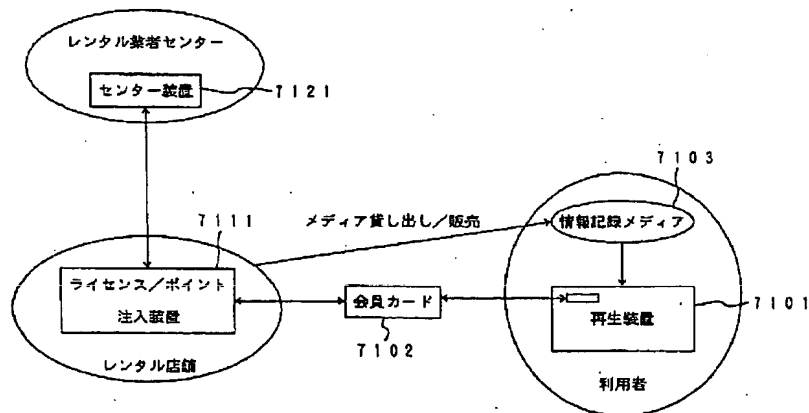 レンタル業者センター
センター装置
7121
7103
7111
メディア貸し出し／販売
情報記録メディア
ライセンス／ポイント
注入装置
会員カード
再生装置
7101
7102
レンタル店舗
利用者